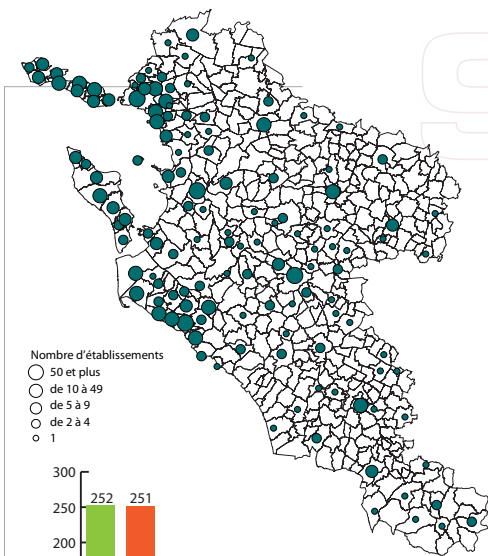 S
Nombre d'établissements
50 et plus
de 10 à 49
de 5 à 9
de 2 à 4
1
300
252 251
250
200